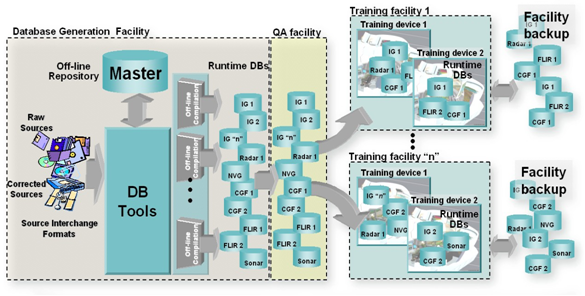 Database Generation Facility
Off-line
Repository
Master
Raw
Sources
Corrected
Sources
Source Interchange
Formats
DB
Tools
Off-line
Compilation
Off-line
Compilation
Off-line
Compilation
Runtime DBs
IG 1
IG 2
IG "n"
Radar 1
NVG
CGF 1
CGF 2
FLIR 1
FLIR 2
Sonar
QA facility
IG 1
IG 2
IG "n"
Radar 1
NVG
CGF 1
CGF 2
FLIR 1
FLIR 2
Sonar
Training facility 1
Training device 1
IG 1
Radar 1
FL
CGF 1
Training device 2
Runtime
DBs
IG 1
FLIR 2
CGF 1
Facility
backup
IG 1
Radar 1
FLIR 1
CGF 2
FLIR 2
CGF 1
Training facility "n"
Training device 1
IG "n"
CGF 2
Radar 1
NVG
Training device 2
Runtime
DBs
IG 2
Sonar
CGF 2
Facility
backup
CGF 2
NVG
IG 2
Radar 1
Sonar
CGF 2